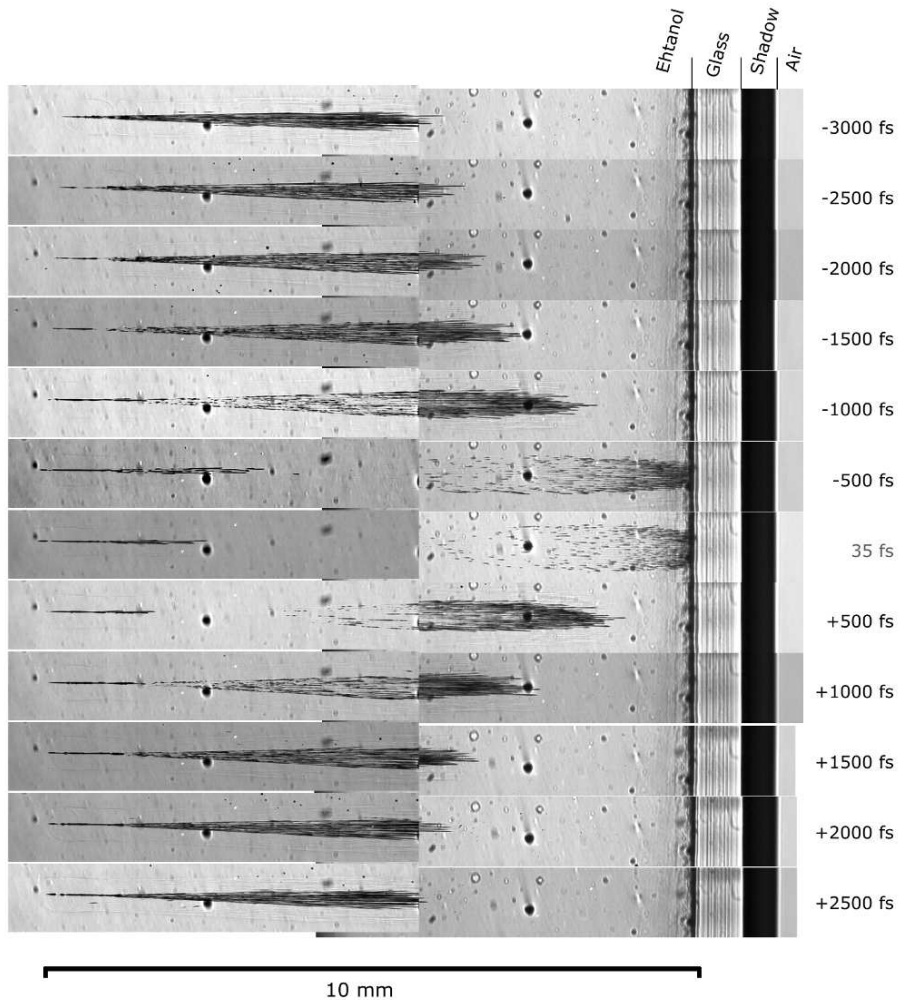 Ehtanol
Glass
Shadow
Air
-3000 fs
-2500 fs
-2000 fs
-1500 fs
-1000 fs
-500 fs
35 fs
+500 fs
+1000 fs
+1500 fs
+2000 fs
+2500 fs
10 mm